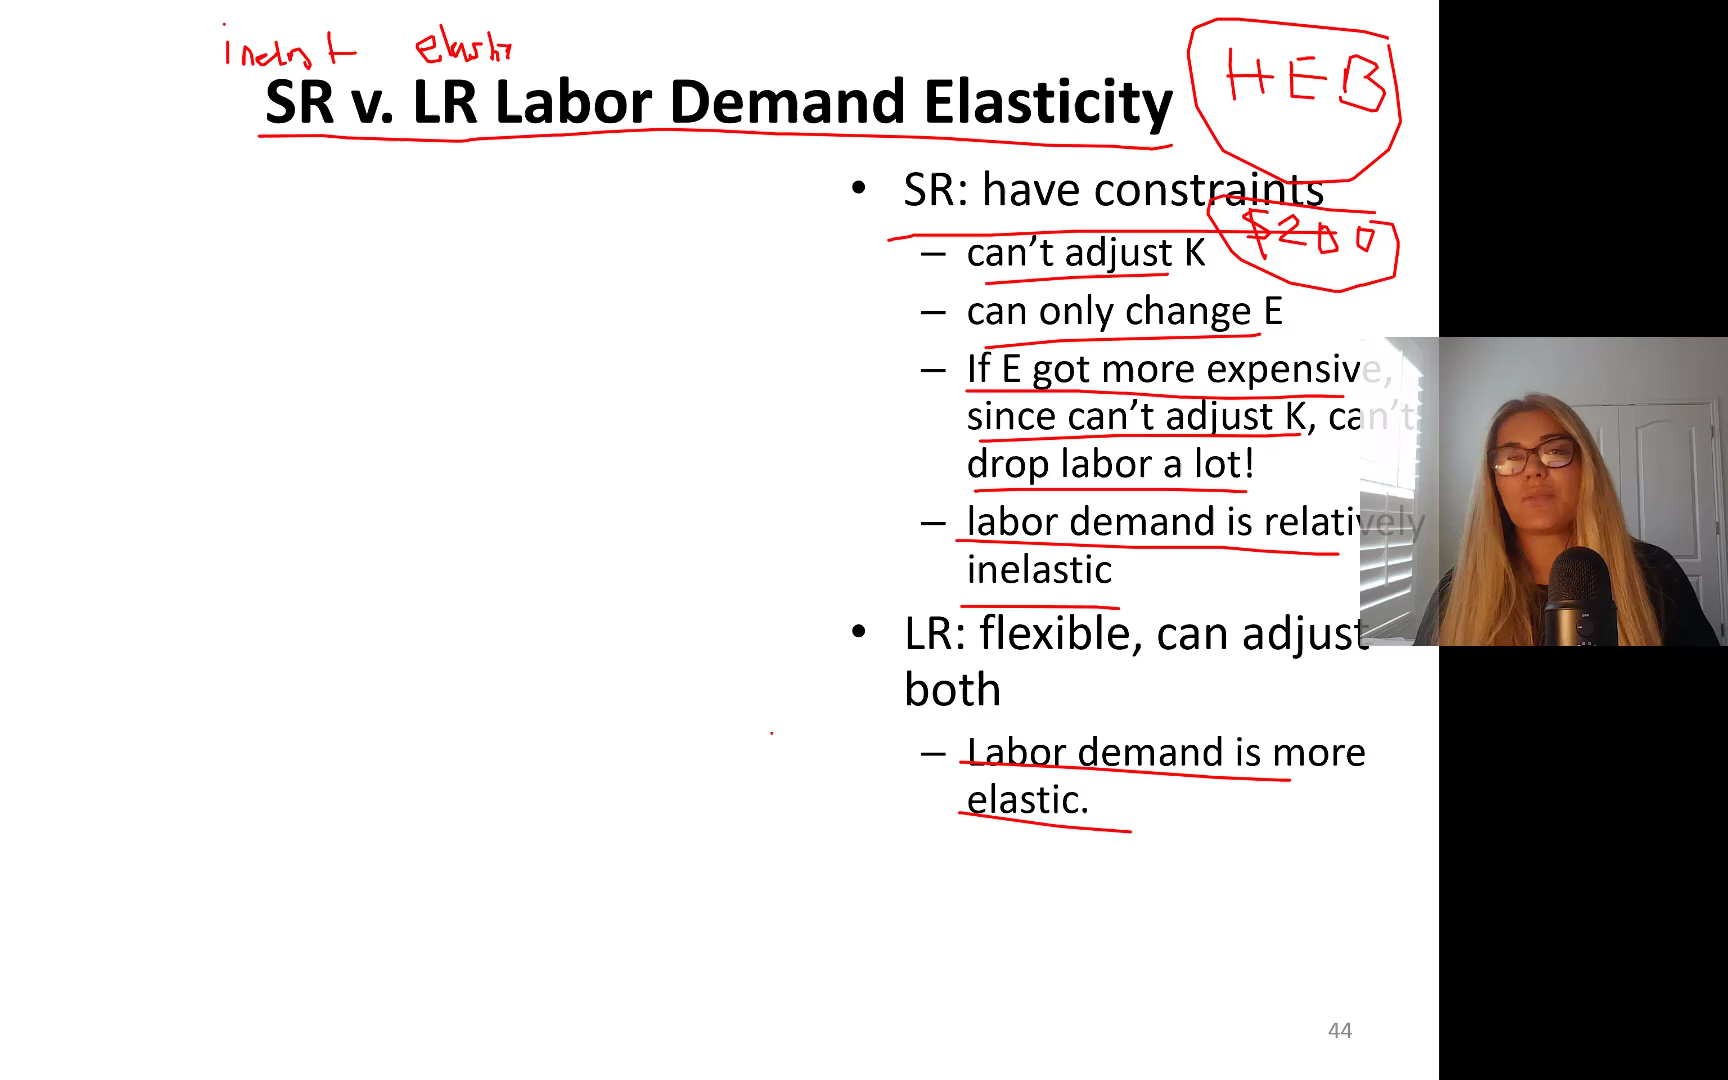 HEB
SR v. LR Labor Demand Elasticity
• SR: have constraints
$200
– can’t adjust K
– can only change E
– If E got more expensive,
since can’t adjust K, can’t
drop labor a lot!
– labor demand is relatively
inelastic
• LR: flexible, can adjust
both
– Labor demand is more
elastic.
44